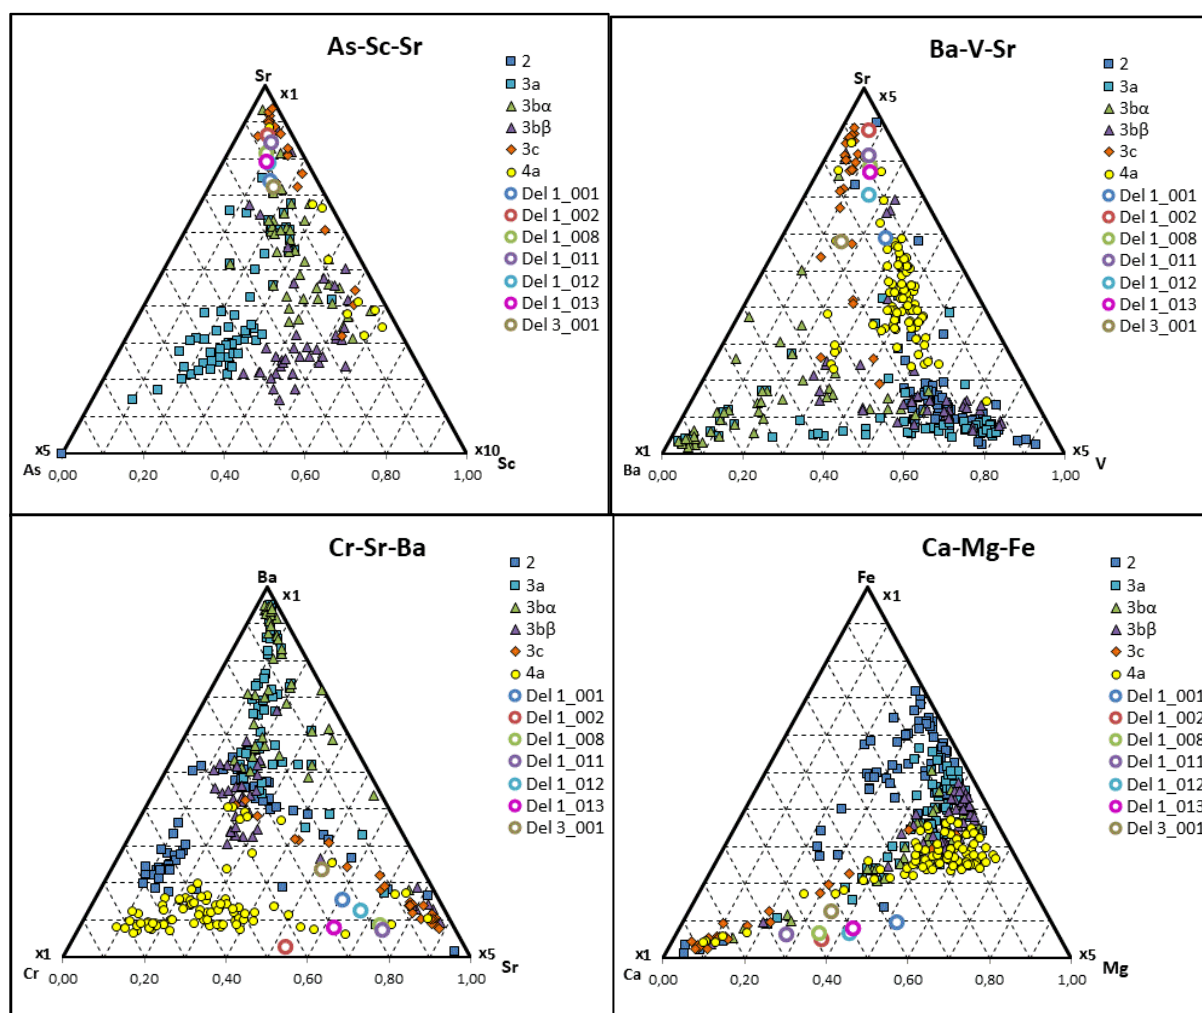 As-Sc-Sr
Sr
x1
2
3a
3bα
3bβ
3c
4a
Del 1_001
Del 1_002
Del 1_008
Del 1_011
Del 1_012
Del 1_013
Del 3_001
x5
As
x10
Sc
0,00 0,20 0,40 0,60 0,80 1,00
Ba-V-Sr
Sr
x5
2
3a
3bα
3bβ
3c
4a
Del 1_001
Del 1_002
Del 1_008
Del 1_011
Del 1_012
Del 1_013
Del 3_001
x1
Ba
x5
V
0,00 0,20 0,40 0,60 0,80 1,00
Cr-Sr-Ba
Ba
x1
2
3a
3bα
3bβ
3c
4a
Del 1_001
Del 1_002
Del 1_008
Del 1_011
Del 1_012
Del 1_013
Del 3_001
x1
Cr
x5
Sr
0,00 0,20 0,40 0,60 0,80 1,00
Ca-Mg-Fe
Fe
x1
2
3a
3bα
3bβ
3c
4a
Del 1_001
Del 1_002
Del 1_008
Del 1_011
Del 1_012
Del 1_013
Del 3_001
x1
Ca
x5
Mg
0,00 0,20 0,40 0,60 0,80 1,00